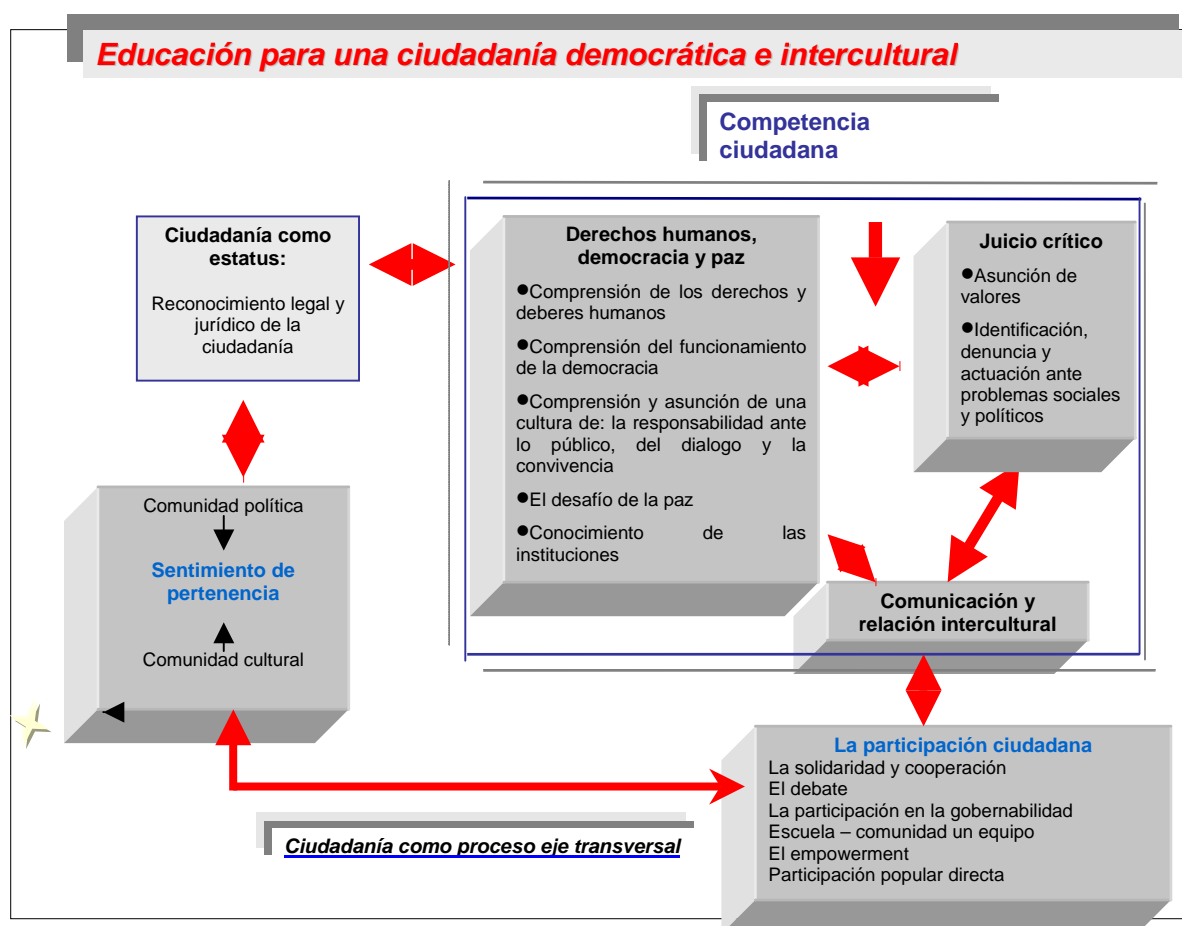 Educación para una ciudadanía democrática e intercultural
Competencia
ciudadana
Ciudadanía como
estatus:
Reconocimiento legal y
jurídico de la
ciudadanía
Derechos humanos,
democracia y paz
●Comprensión de los derechos y
deberes humanos
●Comprensión del funcionamiento
de la democracia
●Comprensión y asunción de una
cultura de: la responsabilidad ante
lo público, del dialogo y la
convivencia
●El desafío de la paz
●Conocimiento de las
instituciones
Juicio crítico
●Asunción de
valores
●Identificación,
denuncia y
actuación ante
problemas sociales
y políticos
Comunidad política
Sentimiento de
pertenencia
Comunidad cultural
Comunicación y
relación intercultural
La participación ciudadana
La solidaridad y cooperación
El debate
La participación en la gobernabilidad
Escuela – comunidad un equipo
El empowerment
Participación popular directa
Ciudadanía como proceso eje transversal